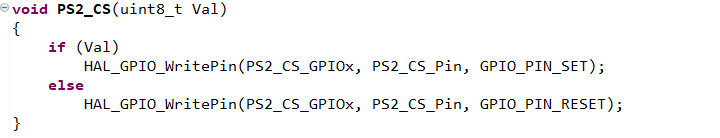 void PS2_CS(uint8_t Val)
{
    if (Val)
        HAL_GPIO_WritePin(PS2_CS_GPIOx, PS2_CS_Pin, GPIO_PIN_SET);
    else
        HAL_GPIO_WritePin(PS2_CS_GPIOx, PS2_CS_Pin, GPIO_PIN_RESET);
}